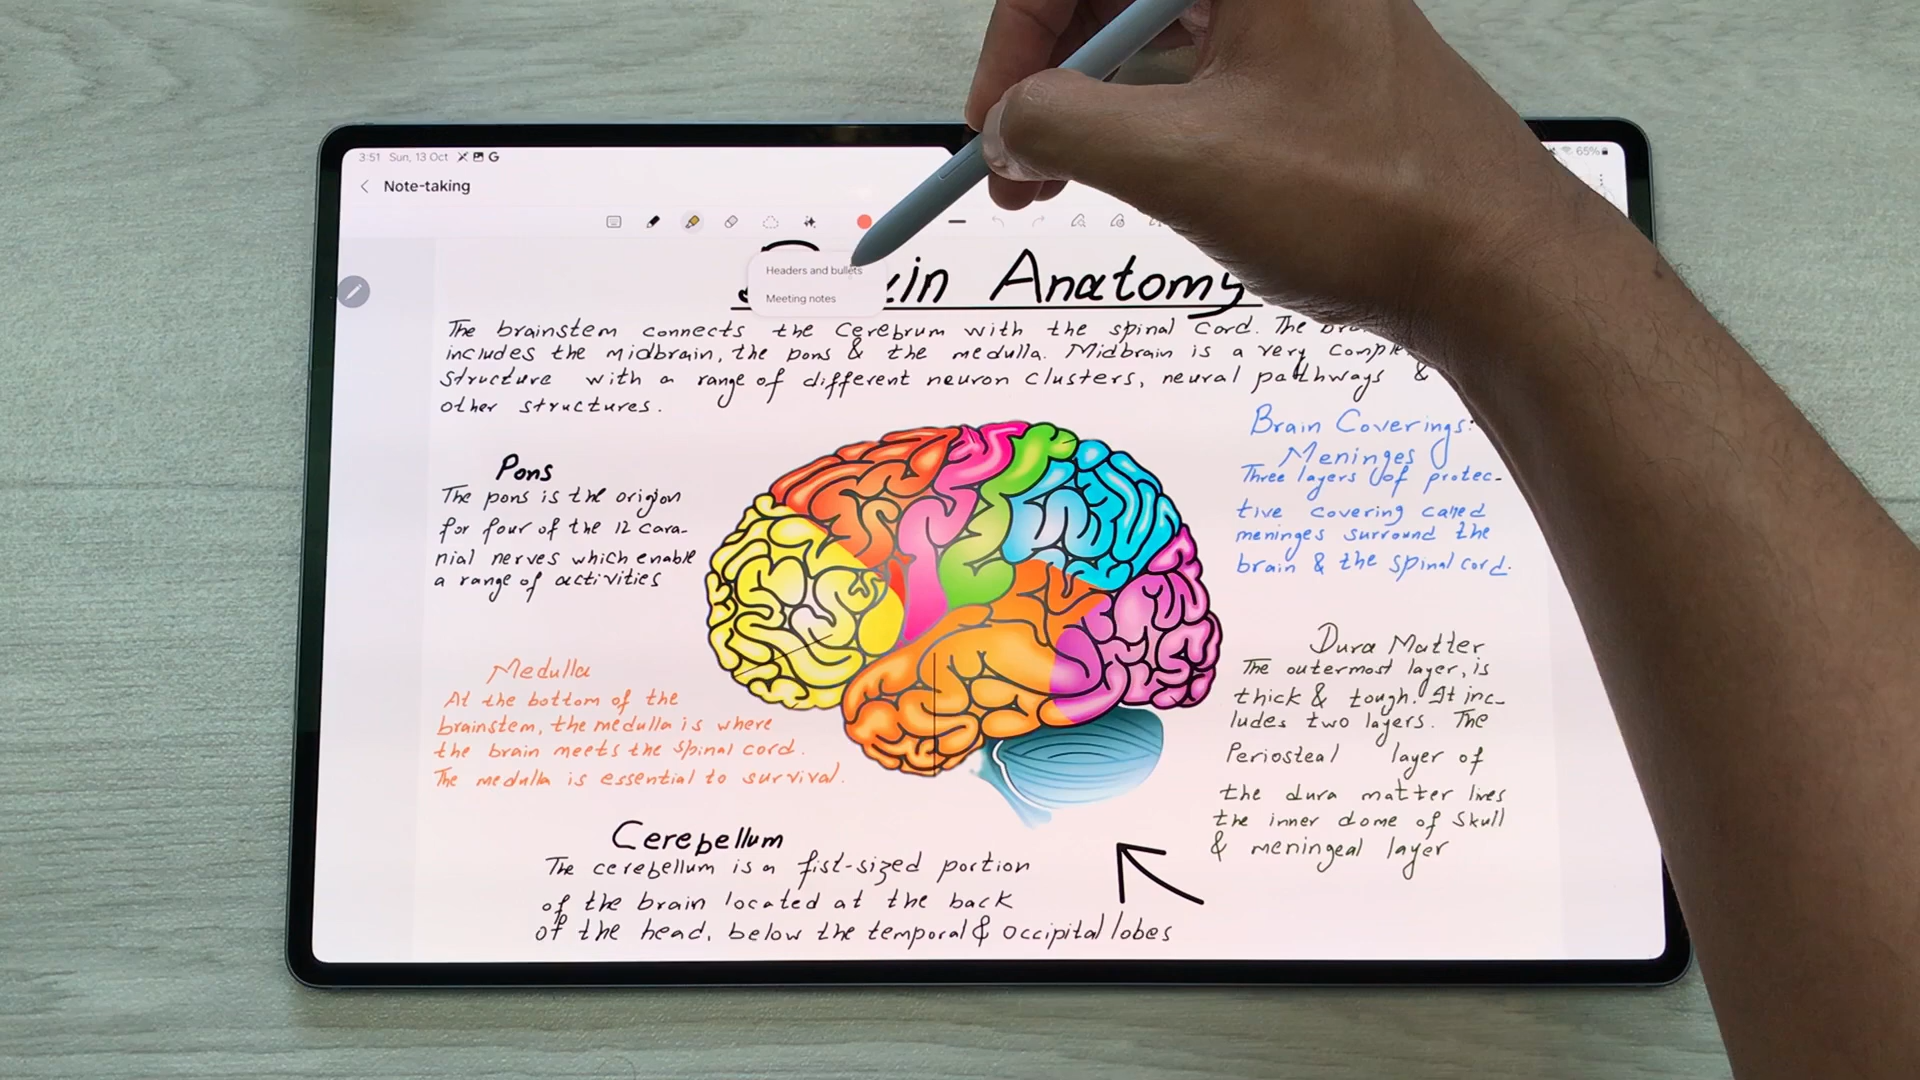 3:51 Sun, 13 Oct G
65%
Note-taking
Headers and bullets
Meeting notes
in Anatomy
The brainstem connects the Cerebrum with the spinal Cord. The
includes the midbrain, the pons & the medulla. Midbrain is a very
Structure with a range of different neuron clusters, neural pathways &
other structures.
Pons
The pons is the origion
for four of the 12 cara-
nial nerves which enable
a range of activities
Medulla
At the bottom of the
brainstem, the medulla is where
the brain meets the spinal cord.
The medulla is essential to survival.
Cerebellum
The cerebellum is a fist-sized portion
of the brain located at the back
of the head, below the temporal & occipital lobes
Brain Coverings:
Meninges
Three layers of protec-
tive covering called
meninges surround the
brain & the spinal cord.
Dura Matter
The outermost layer, is
thick & tough. It inc-
ludes two layers. The
Periosteal layer of
the dura matter lives
the inner dome of skull
& meningeal layer